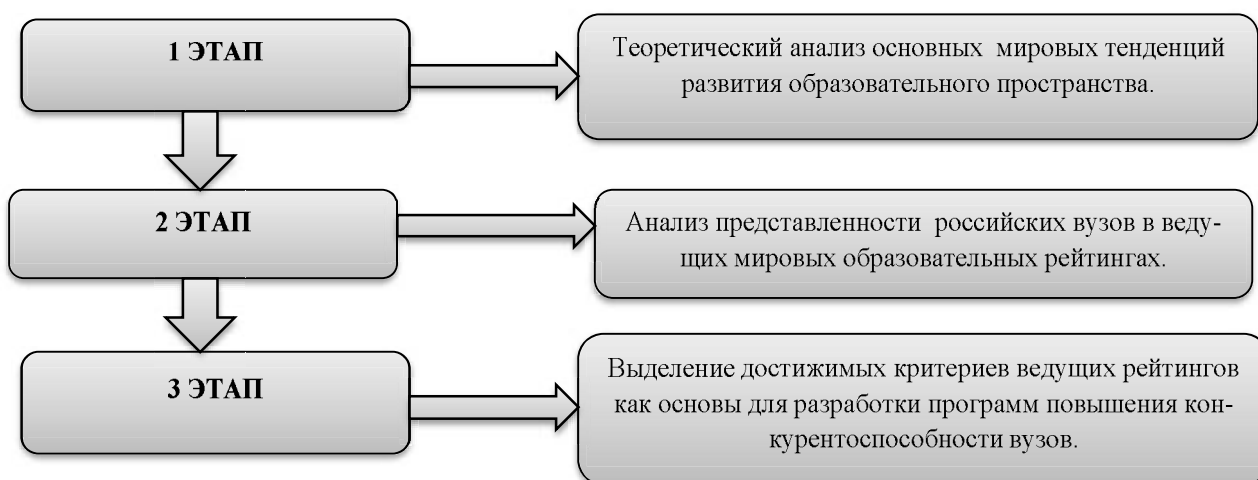 1 ЭТАП
Теоретический анализ основных мировых тенденций
развития образовательного пространства.
2 ЭТАП
Анализ представленности российских вузов в веду-
щих мировых образовательных рейтингах.
3 ЭТАП
Выделение достижимых критериев ведущих рейтингов
как основы для разработки программ повышения кон-
курентоспособности вузов.